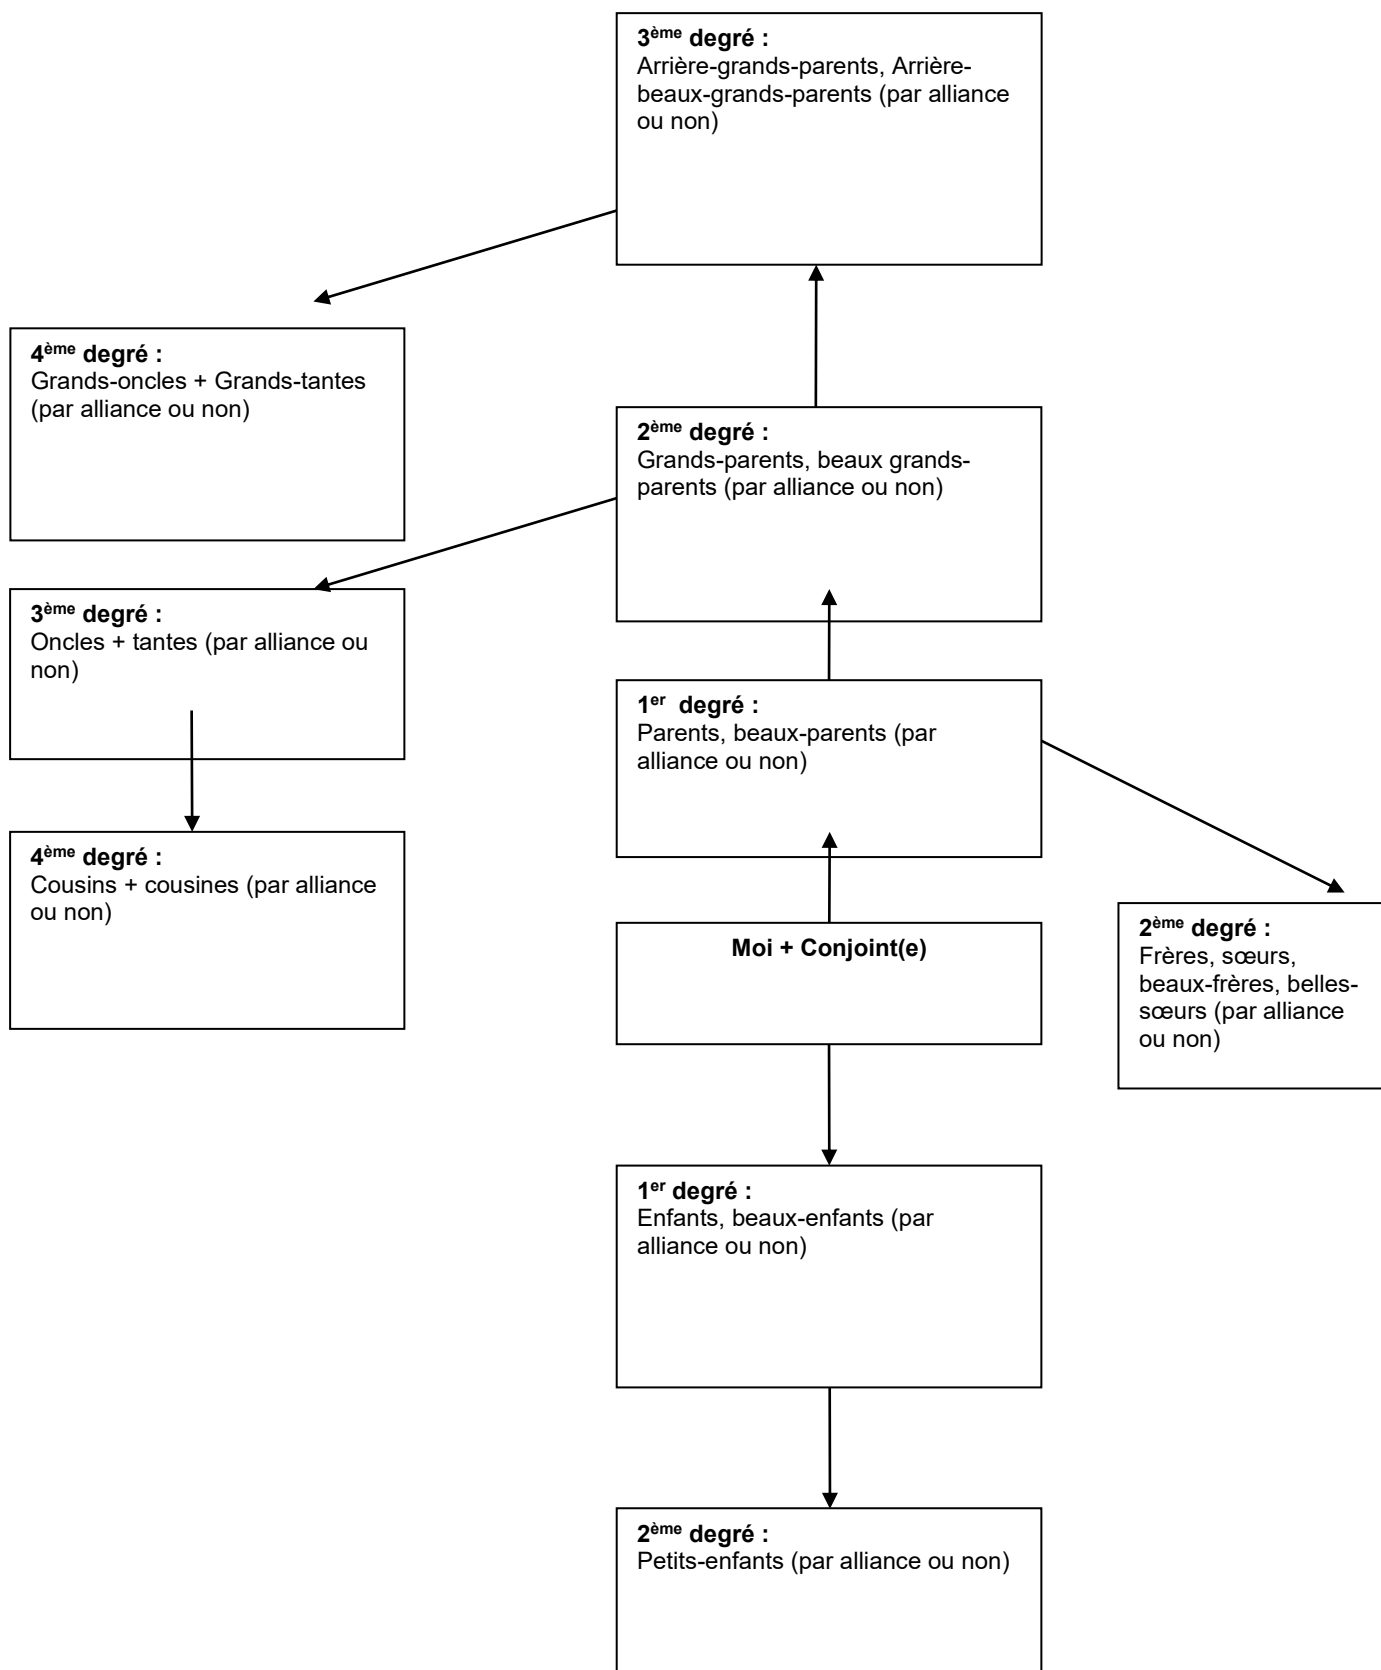 3ème degré :
Arrière-grands-parents, Arrière-
beaux-grands-parents (par alliance
ou non)
4ème degré :
Grands-oncles + Grands-tantes
(par alliance ou non)
2ème degré :
Grands-parents, beaux grands-
parents (par alliance ou non)
3ème degré :
Oncles + tantes (par alliance ou
non)
1er  degré :
Parents, beaux-parents (par
alliance ou non)
4ème degré :
Cousins + cousines (par alliance
ou non)
Moi + Conjoint(e)
2ème degré :
Frères, sœurs,
beaux-frères, belles-
sœurs (par alliance
ou non)
1er degré :
Enfants, beaux-enfants (par
alliance ou non)
2ème degré :
Petits-enfants (par alliance ou non)